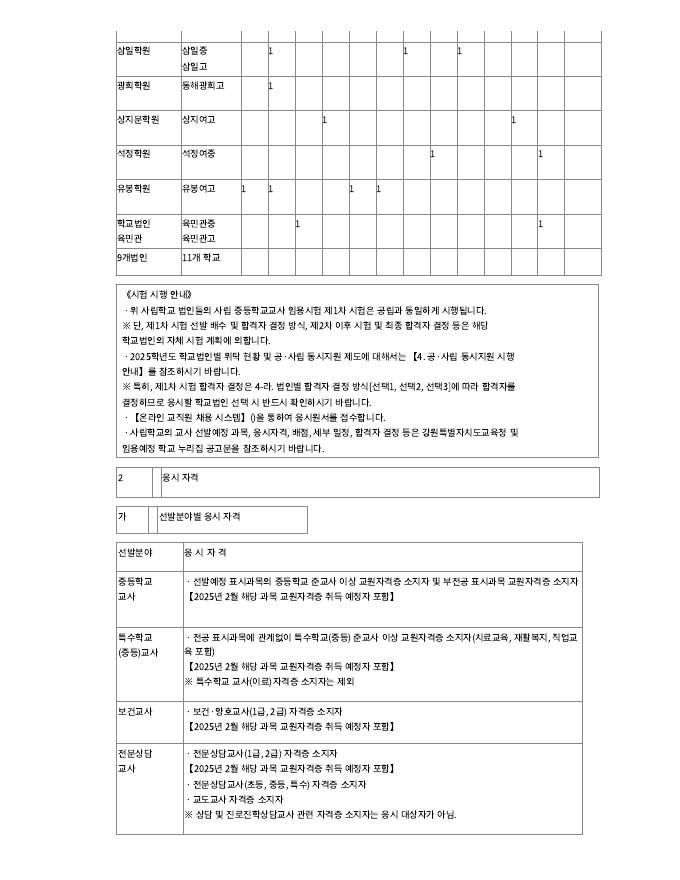 삼일학원 삼일중 1 1 1
삼일고
광희학원 동해광희고 1
상지문학원 상지여고 1 1
석정학원 석정여중 1 1
유봉학원 유봉여고 1 1 1 1
학교법인 육민관중 1 1
육민관 육민관고
9개법인 11개 학교
《시험 시행 안내》
· 위 사립학교 법인들의 사립 중등학교교사 임용시험 제1차 시험은 공립과 동일하게 시행됩니다.
※ 단, 제1차 시험 선발 배수 및 합격자 결정 방식, 제2차 이후 시험 및 최종 합격자 결정 등은 해당
학교법인의 자체 시험 계획에 의합니다.
· 2025학년도 학교법인별 위탁 현황 및 공·사립 동시지원 제도에 대해서는 【4. 공·사립 동시지원 시행
안내】를 참조하시기 바랍니다.
※ 특히, 제1차 시험 합격자 결정은 4-라. 법인별 합격자 결정 방식[선택1, 선택2, 선택3]에 따라 합격자를
결정하므로 응시할 학교법인 선택 시 반드시 확인하시기 바랍니다.
· 【온라인 교직원 채용 시스템】()을 통하여 응시원서를 접수합니다.
· 사립학교의 교사 선발예정 과목, 응시자격, 배점, 세부 일정, 합격자 결정 등은 강원특별자치도교육청 및
임용예정 학교 누리집 공고문을 참조하시기 바랍니다.
2 응시 자격
가 선발분야별 응시 자격
선발분야 응 시 자 격
중등학교 · 선발예정 표시과목의 중등학교 준교사 이상 교원자격증 소지자 및 부전공 표시과목 교원자격증 소지자
교사 【2025년 2월 해당 과목 교원자격증 취득 예정자 포함】
특수학교 · 전공 표시과목에 관계없이 특수학교(중등) 준교사 이상 교원자격증 소지자(치료교육, 재활복지, 직업교
(중등)교사 육 포함)
【2025년 2월 해당 과목 교원자격증 취득 예정자 포함】
※ 특수학교 교사(이료) 자격증 소지자는 제외
보건교사 · 보건·양호교사(1급, 2급) 자격증 소지자
【2025년 2월 해당 과목 교원자격증 취득 예정자 포함】
전문상담 · 전문상담교사(1급, 2급) 자격증 소지자
교사 【2025년 2월 해당 과목 교원자격증 취득 예정자 포함】
· 전문상담교사(초등, 중등, 특수) 자격증 소지자
· 교도교사 자격증 소지자
※ 상담 및 진로진학상담교사 관련 자격증 소지자는 응시 대상자가 아님.